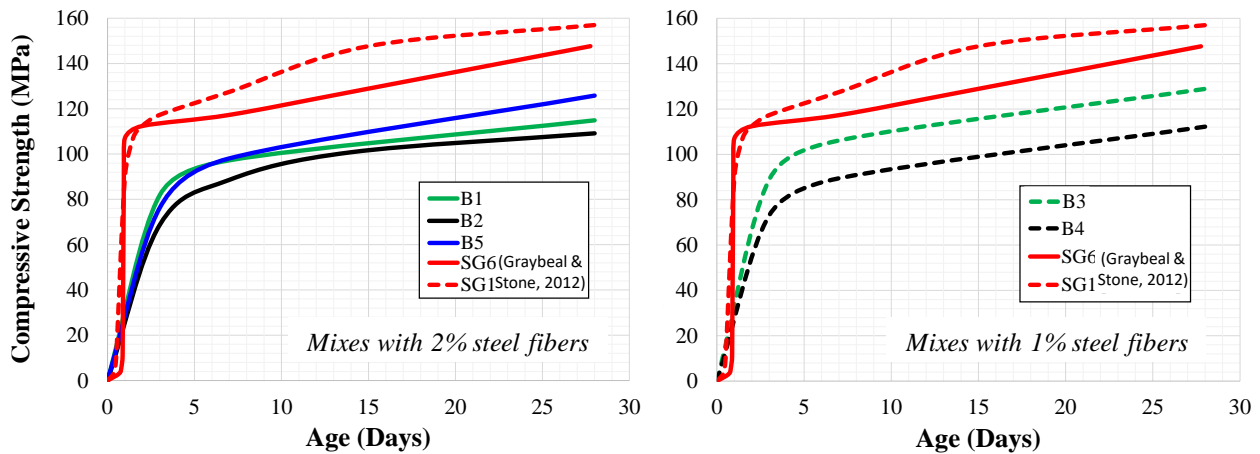 Compressive Strength (MPa)
160
140
120
100
80
60
40
20
0
B1
B2
B5
SG6 (Graybeal &
SG1 Stone, 2012)
Mixes with 2% steel fibers
0 5 10 15 20 25 30
Age (Days)
160
140
120
100
80
60
40
20
0
B3
B4
SG6 (Graybeal &
SG1 Stone, 2012)
Mixes with 1% steel fibers
0 5 10 15 20 25 30
Age (Days)